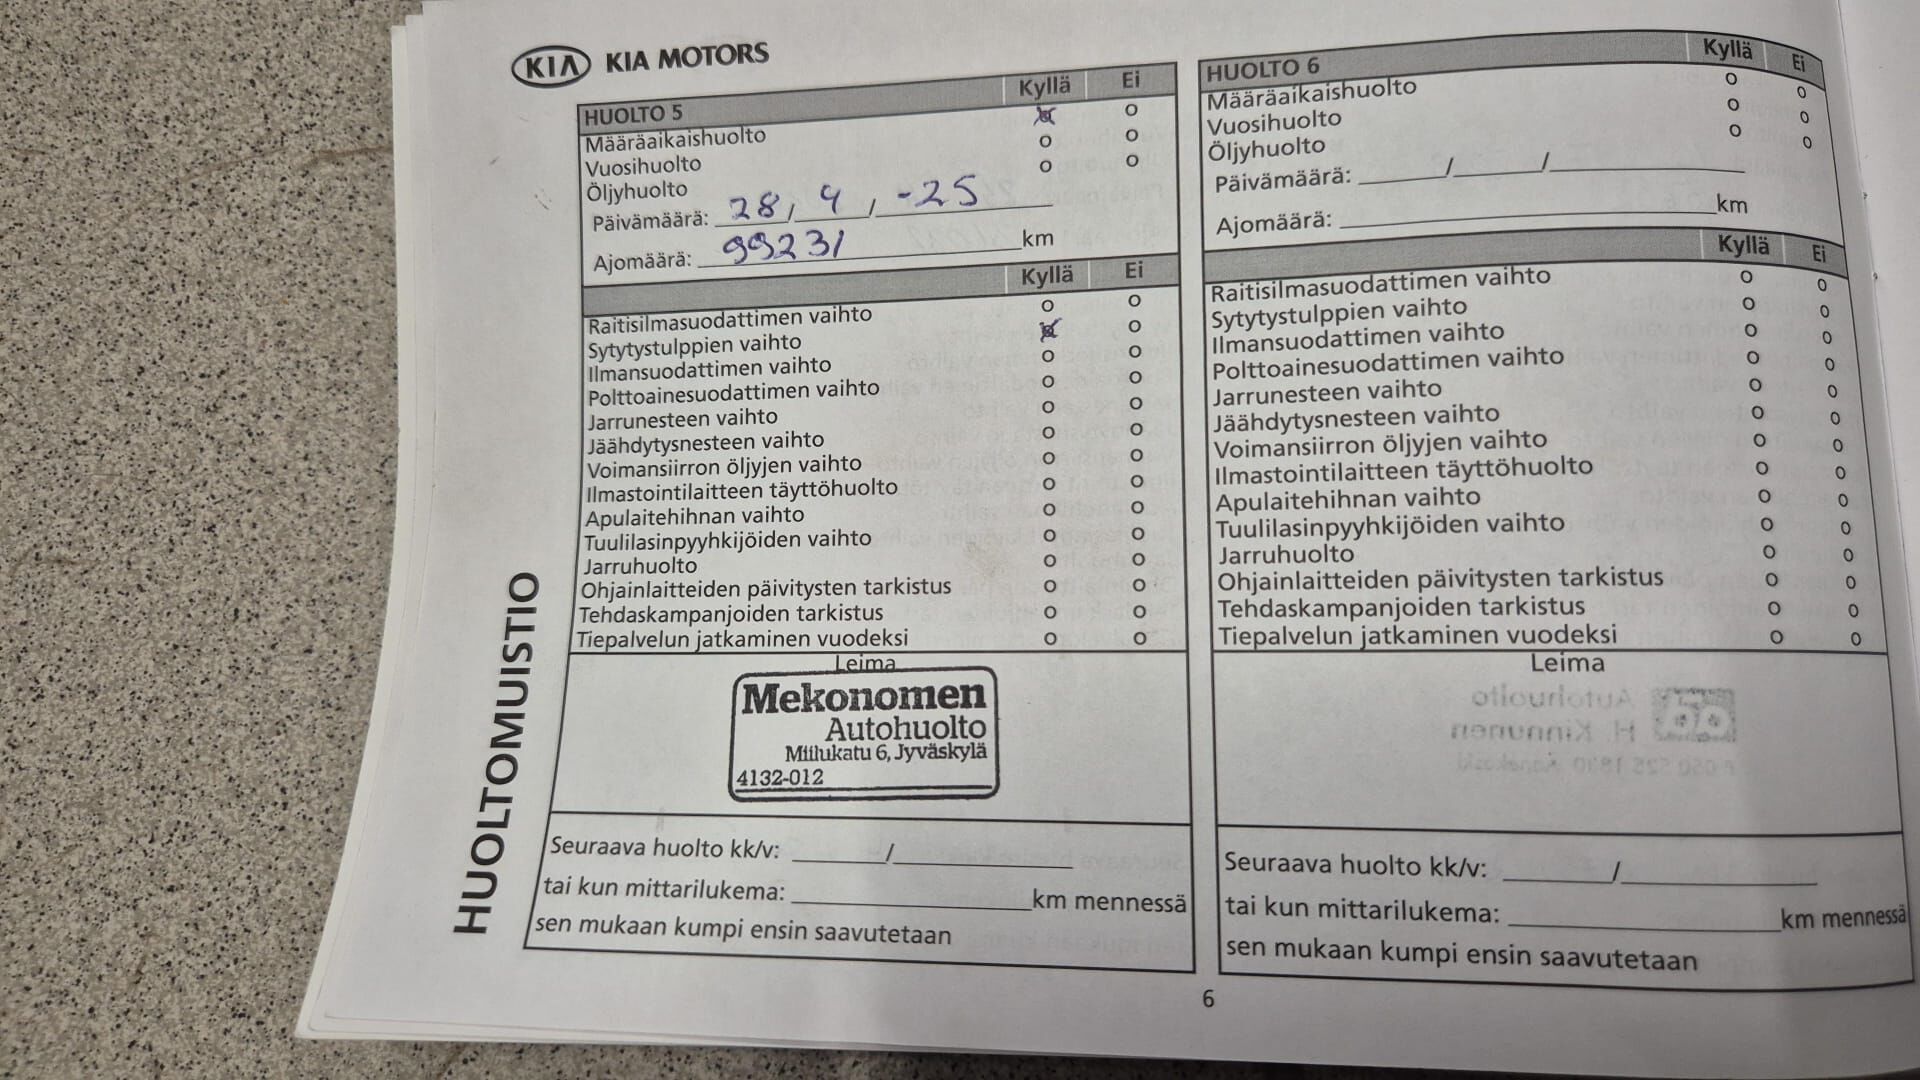 KIA KIA MOTORS
HUOLTOMUISTIO
HUOLTO 5 Kyllä Ei
Määräaikaishuolto
Vuosihuolto
Öljyhuolto
Päivämäärä: 28 / 4 / -25
Ajomäärä: 99231 km
Kyllä Ei
Raitisilmasuodattimen vaihto
Sytytystulppien vaihto
Ilmansuodattimen vaihto
Polttoainesuodattimen vaihto
Jarrunesteen vaihto
Jäähdytysnesteen vaihto
Voimansiirron öljyjen vaihto
Ilmastointilaitteen täyttöhuolto
Apulaitehihnan vaihto
Tuulilasinpyyhkijöiden vaihto
Jarruhuolto
Ohjainlaitteiden päivitysten tarkistus
Tehdaskampanjoiden tarkistus
Tiepalvelun jatkaminen vuodeksi
Leima
Mekonomen
Autohuolto
Miilukatu 6, Jyväskylä
4132-012
Seuraava huolto kk/v: /
tai kun mittarilukema: km mennessä
sen mukaan kumpi ensin saavutetaan
HUOLTO 6 Kyllä Ei
Määräaikaishuolto
Vuosihuolto
Öljyhuolto
Päivämäärä: / /
Ajomäärä: km
Kyllä Ei
Raitisilmasuodattimen vaihto
Sytytystulppien vaihto
Ilmansuodattimen vaihto
Polttoainesuodattimen vaihto
Jarrunesteen vaihto
Jäähdytysnesteen vaihto
Voimansiirron öljyjen vaihto
Ilmastointilaitteen täyttöhuolto
Apulaitehihnan vaihto
Tuulilasinpyyhkijöiden vaihto
Jarruhuolto
Ohjainlaitteiden päivitysten tarkistus
Tehdaskampanjoiden tarkistus
Tiepalvelun jatkaminen vuodeksi
Leima
Seuraava huolto kk/v: /
tai kun mittarilukema: km mennessä
sen mukaan kumpi ensin saavutetaan
6